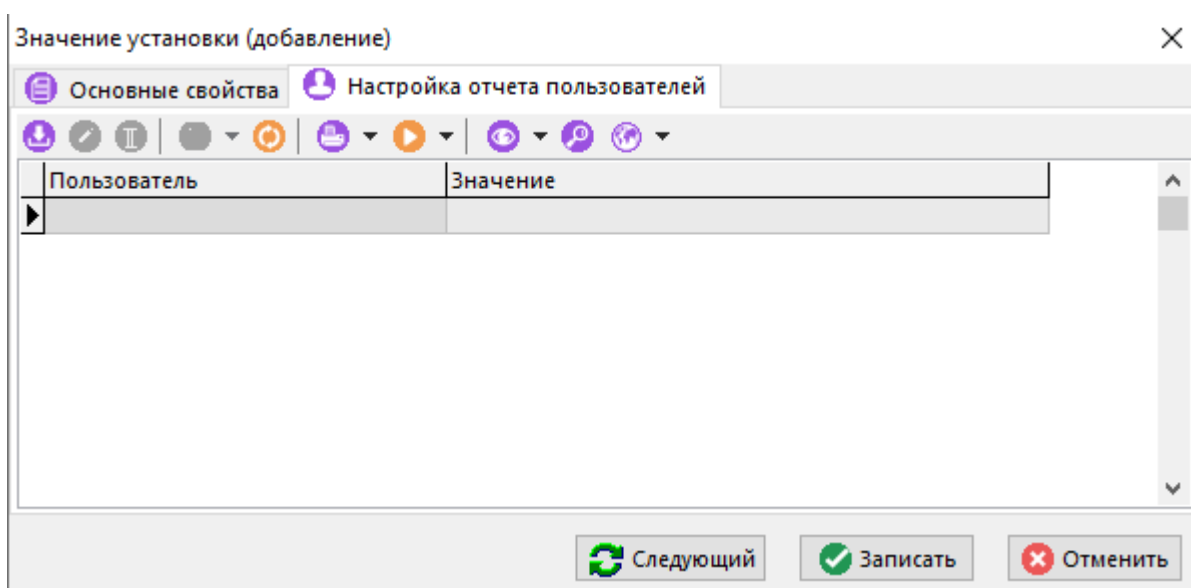 Значение установки (добавление)
Основные свойства Настройка отчета пользователей
Пользователь Значение
Следующий Записать Отменить